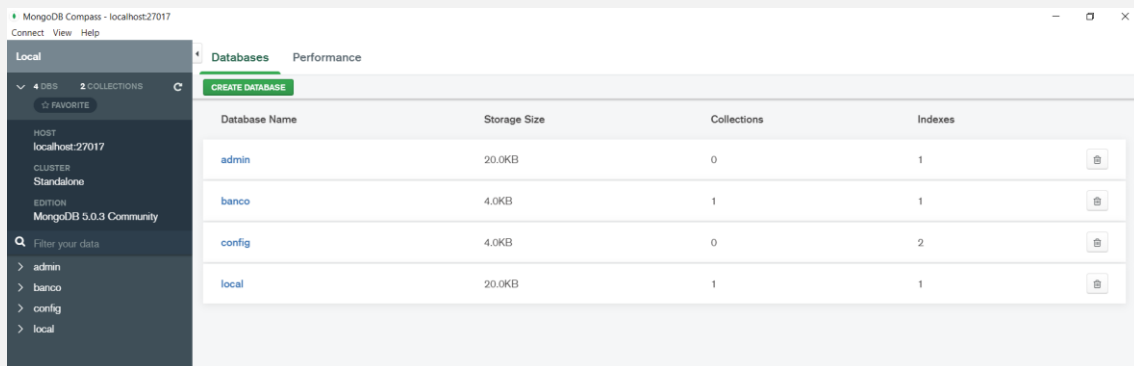 MongoDB Compass - localhost:27017
Connect View Help
Local
4 DBS 2 COLLECTIONS
FAVORITE
HOST
localhost:27017
CLUSTER
Standalone
EDITION
MongoDB 5.0.3 Community
Filter your data
admin
banco
config
local
Databases Performance
CREATE DATABASE
Database Name Storage Size Collections Indexes
admin 20.0KB 0 1
banco 4.0KB 1 1
config 4.0KB 0 2
local 20.0KB 1 1